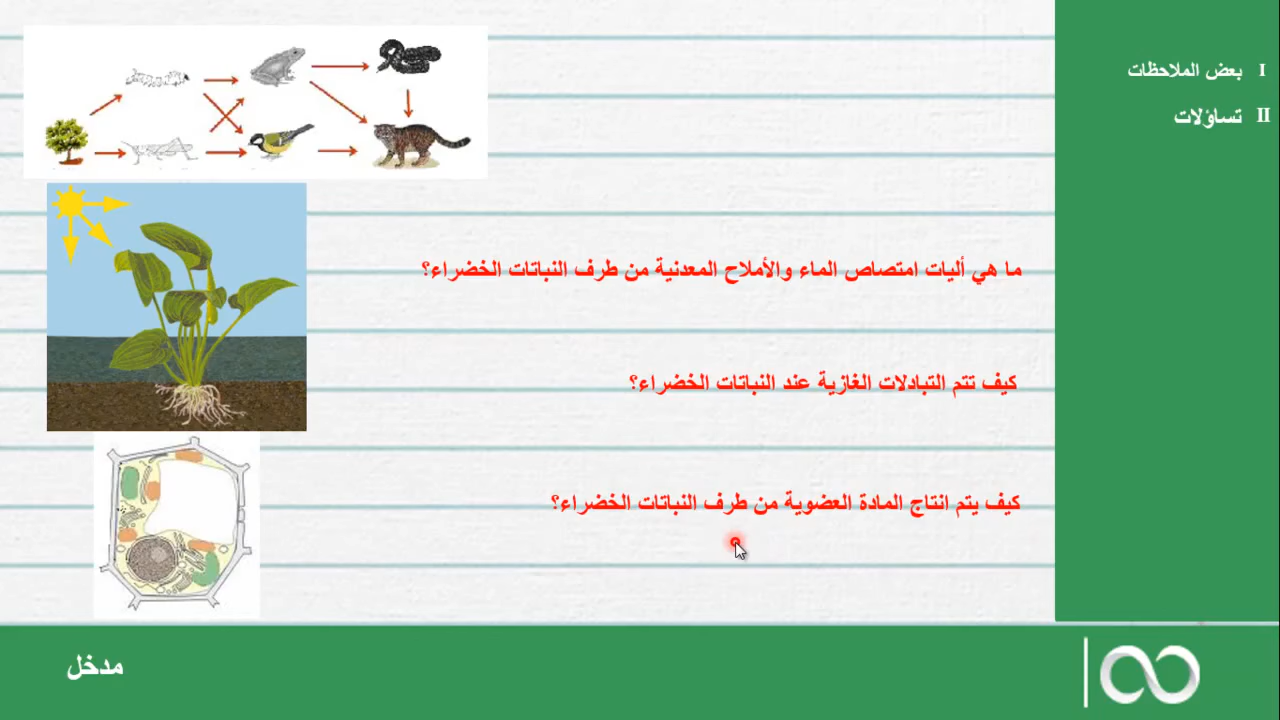 I بعض الملاحظات
II تساؤلات
ما هي أليات امتصاص الماء والأملاح المعدنية من طرف النباتات الخضراء؟
كيف تتم التبادلات الغازية عند النباتات الخضراء؟
كيف يتم انتاج المادة العضوية من طرف النباتات الخضراء؟
مدخل